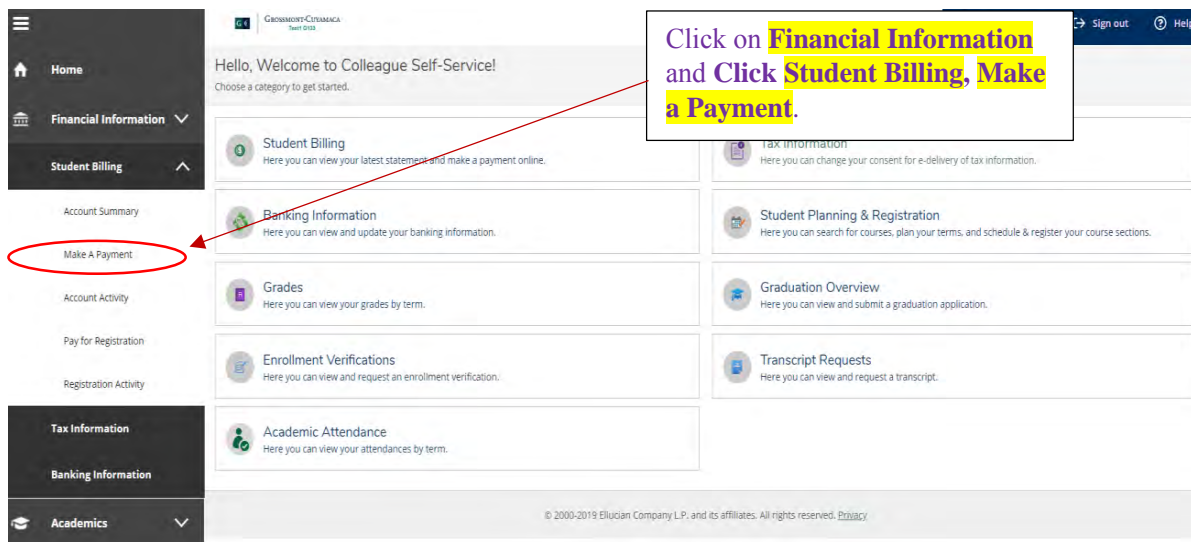 GROSSMONT-CUYAMACA
Sign out
Help
Click on Financial Information
and Click Student Billing, Make
a Payment.
Home
Financial Information
Student Billing
Account Summary
Make A Payment
Account Activity
Pay for Registration
Registration Activity
Tax Information
Banking Information
Academics
Hello, Welcome to Colleague Self-Service!
Choose a category to get started.
Student Billing
Here you can view your latest statement and make a payment online.
Tax Information
Here you can change your consent for e-delivery of tax information.
Banking Information
Here you can view and update your banking information.
Student Planning & Registration
Here you can search for courses, plan your terms, and schedule & register your course sections.
Grades
Here you can view your grades by term.
Graduation Overview
Here you can view and submit a graduation application.
Enrollment Verifications
Here you can view and request an enrollment verification.
Transcript Requests
Here you can view and request a transcript.
Academic Attendance
Here you can view your attendances by term.
© 2000-2019 Ellucian Company L.P. and its affiliates. All rights reserved. Privacy